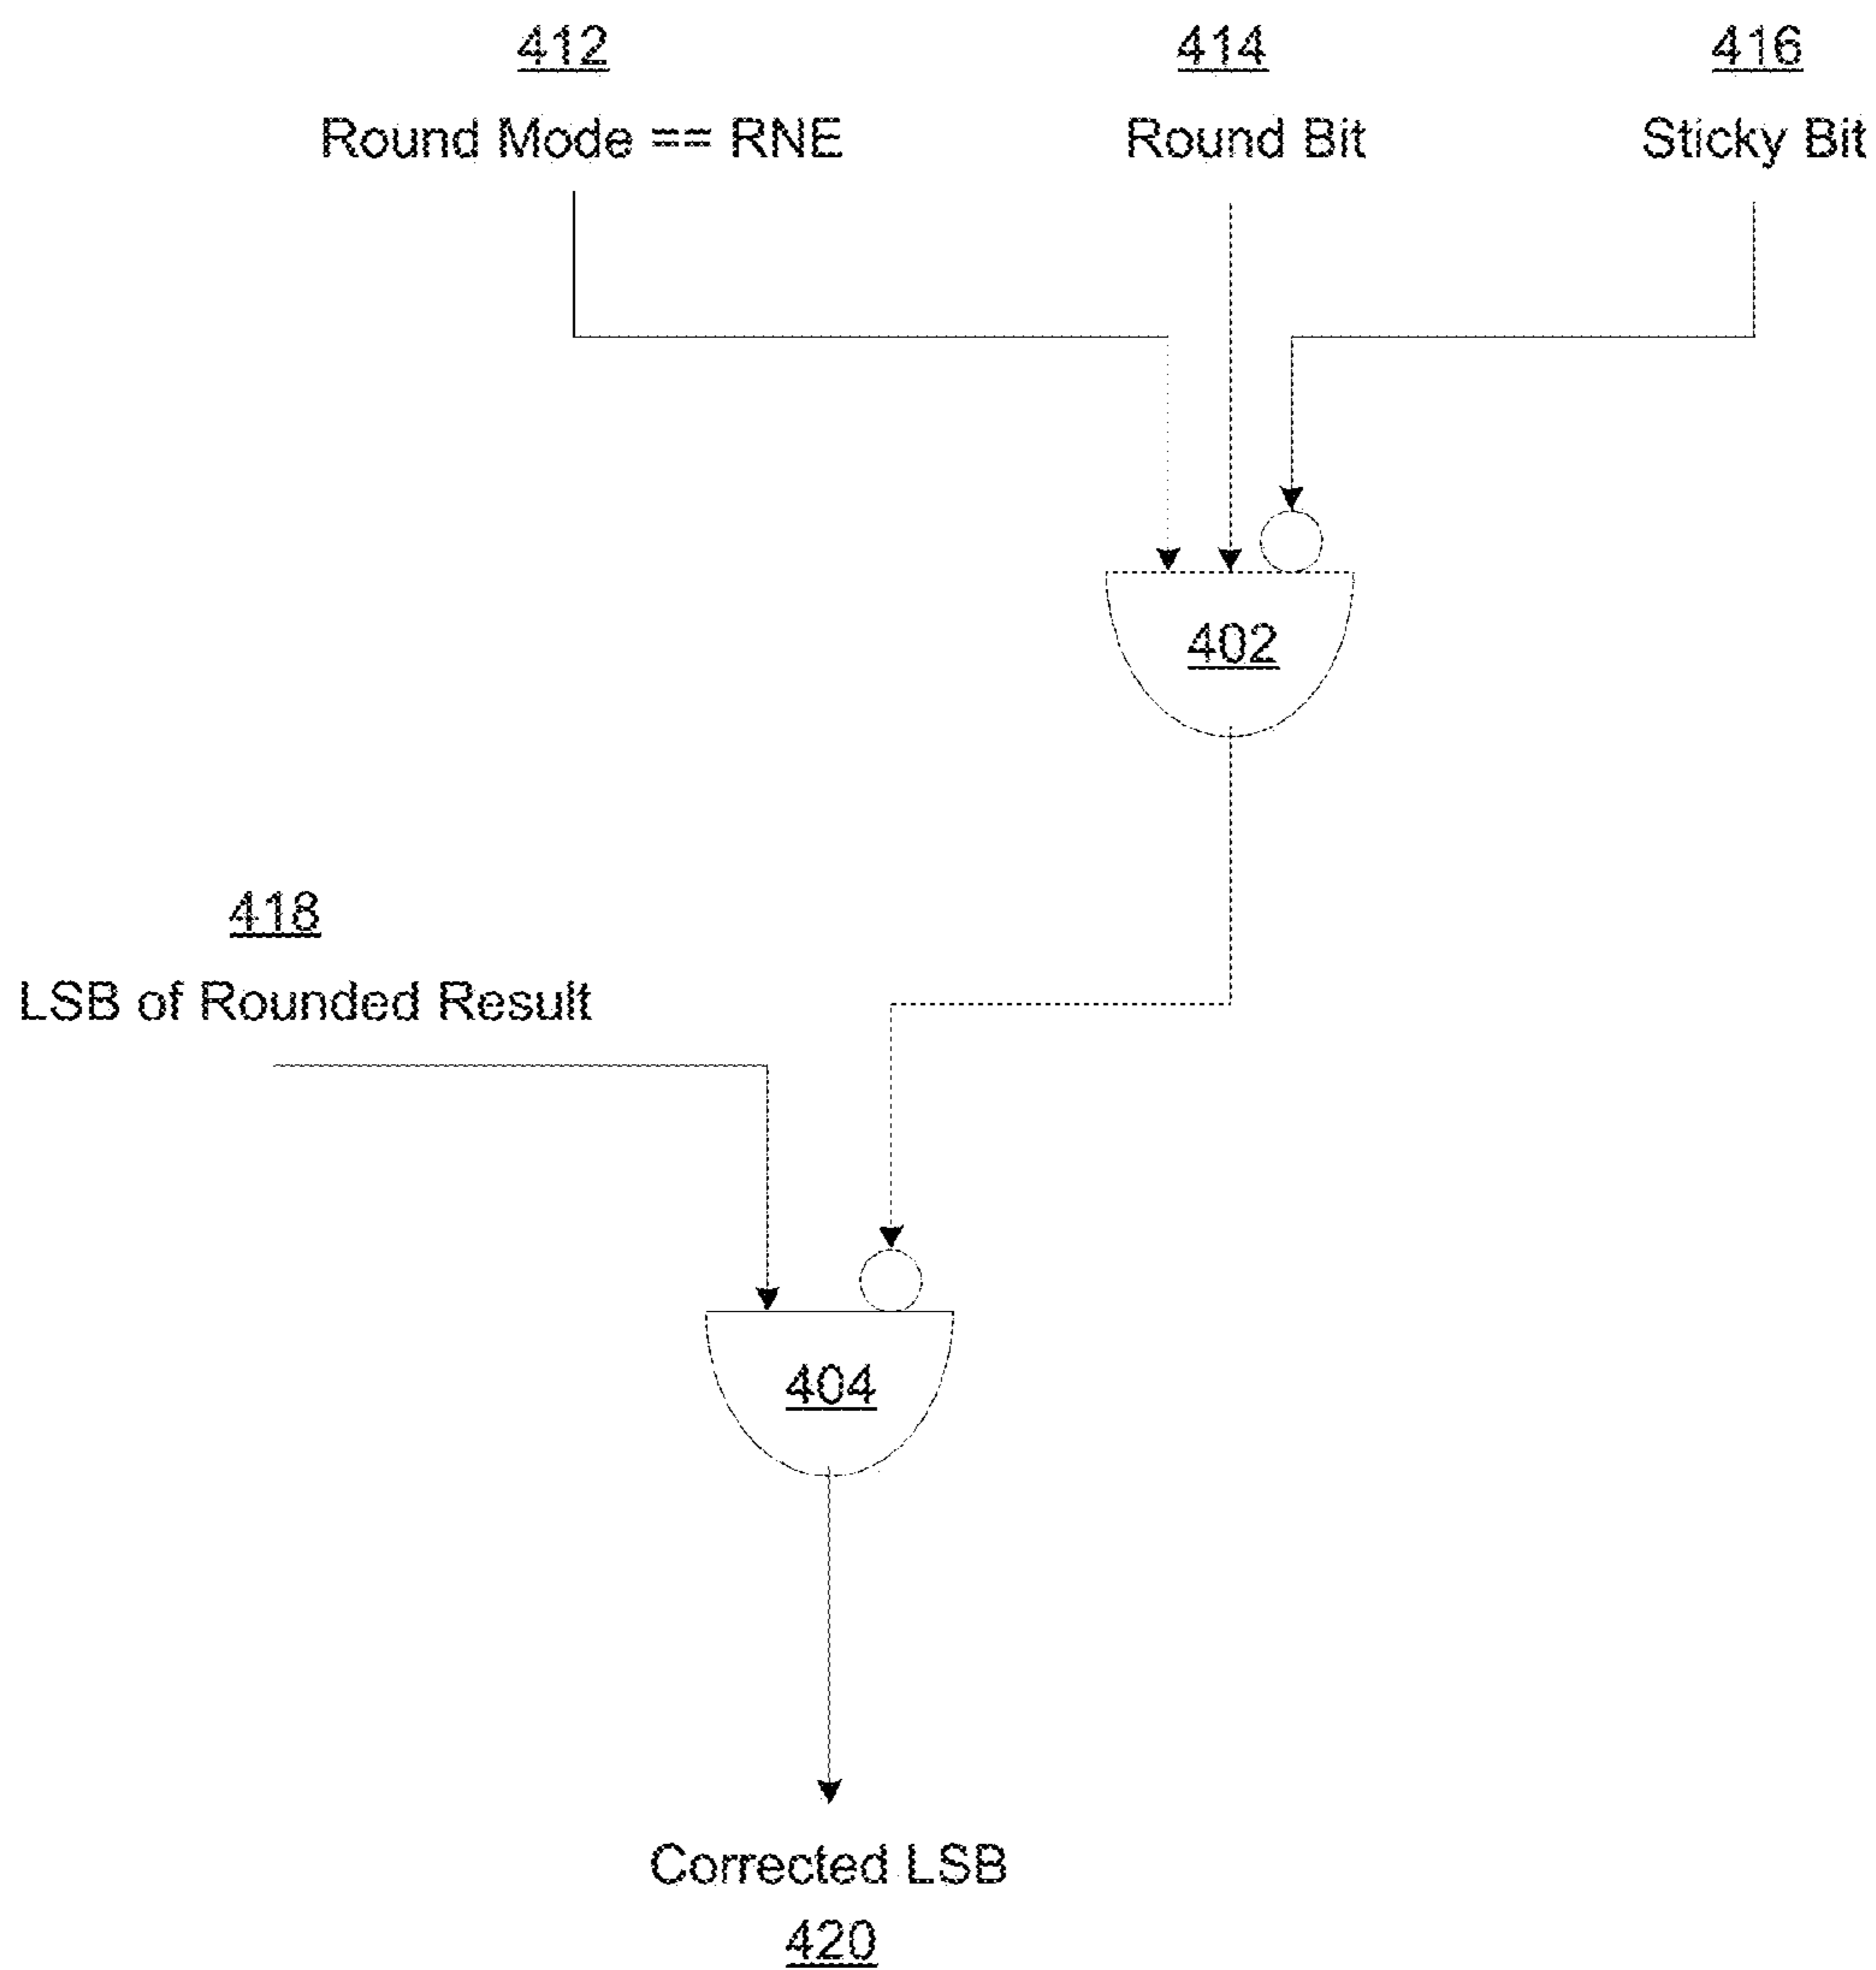 412
Round Mode == RNE
414
Round Bit
416
Sticky Bit
402
418
LSB of Rounded Result
404
Corrected LSB
420